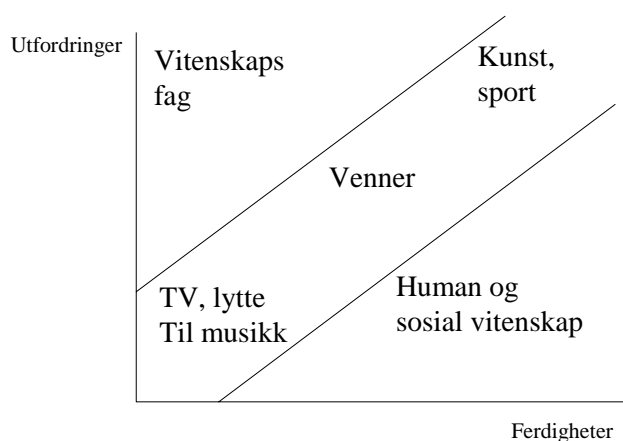 Utfordringer
Vitenskaps
fag
Kunst,
sport
Venner
TV, lytte
Til musikk
Human og
sosial vitenskap
Ferdigheter